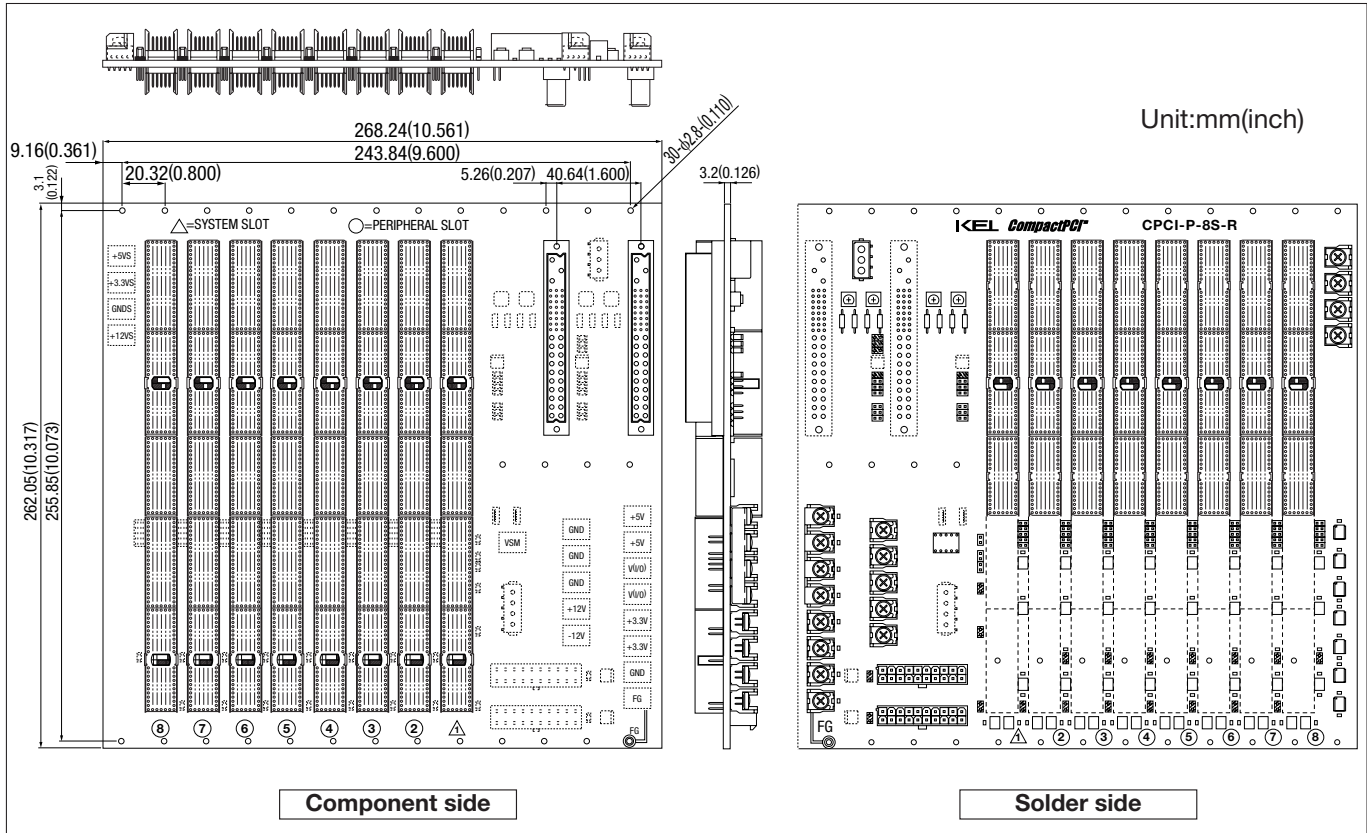 Unit:mm(inch)
268.24(10.561)
243.84(9.600)
9.16(0.361)
3.1
(0.122)
20.32(0.800)
5.26(0.207)
40.64(1.600)
30-ϕ2.8-(0.110)
3.2(0.126)
262.05(10.317)
255.85(10.073)
△=SYSTEM SLOT
○=PERIPHERAL SLOT
+5VS
+3.3VS
GNDS
+12VS
VSM
GND
GND
GND
+12V
-12V
+5V
+5V
V(I/O)
V(I/O)
+3.3V
+3.3V
GND
FG
FG
8 7 6 5 4 3 2 1
KEL CompactPCI™ CPCI-P-8S-R
FG
1 2 3 4 5 6 7 8
Component side
Solder side